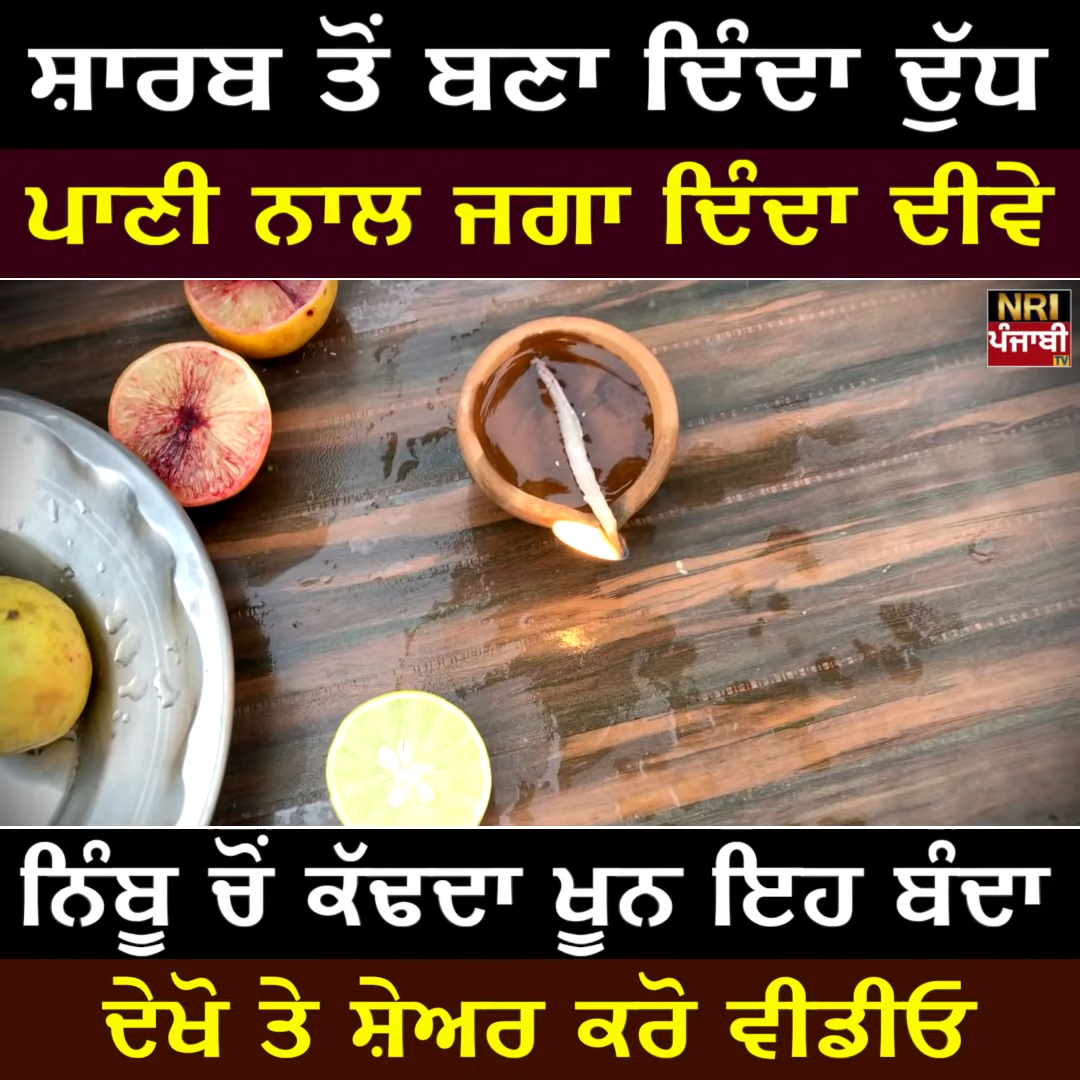 ਸ਼ਾਰਬ ਤੋਂ ਬਣਾ ਦਿੰਦਾ ਦੁੱਧ
ਪਾਣੀ ਨਾਲ ਜਗਾ ਦਿੰਦਾ ਦੀਵੇ
NRI
ਪੰਜਾਬੀ
TV
ਨਿੰਬੂ ਚੋਂ ਕੱਢਦਾ ਖ਼ੂਨ ਇਹ ਬੰਦਾ
ਦੇਖੋ ਤੇ ਸ਼ੇਅਰ ਕਰੋ ਵੀਡੀਓ